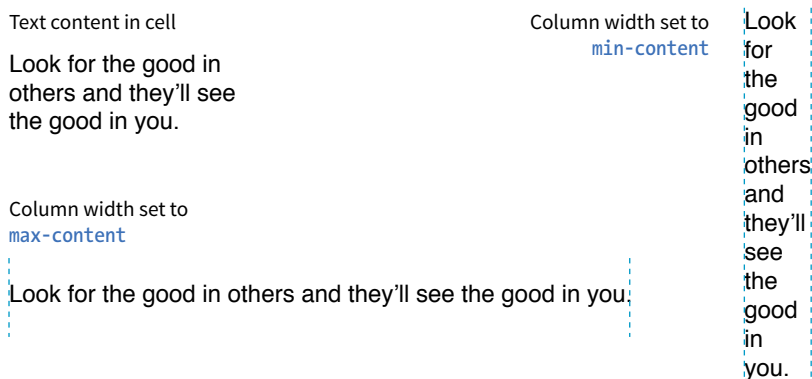 Text content in cell
Look for the good in
others and they’ll see
the good in you.
Column width set to
max-content
Look for the good in others and they’ll see the good in you.
Column width set to
min-content
Look
for
the
good
in
others
and
they’ll
see
the
good
in
you.